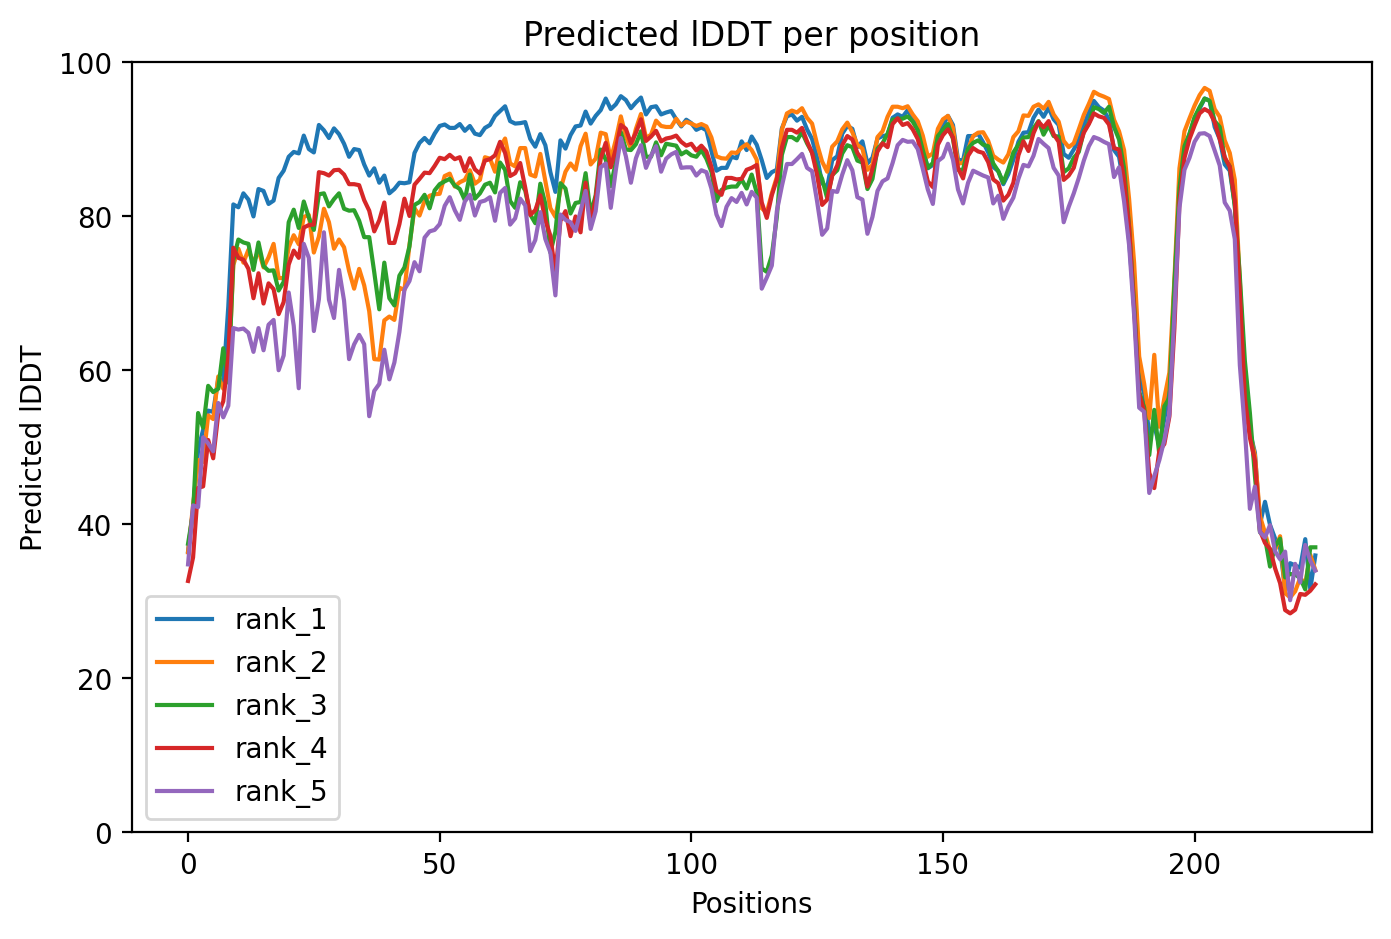 Predicted lDDT per position
100
80
60
40
20
0
Predicted lDDT
rank_1
rank_2
rank_3
rank_4
rank_5
0 50 100 150 200
Positions